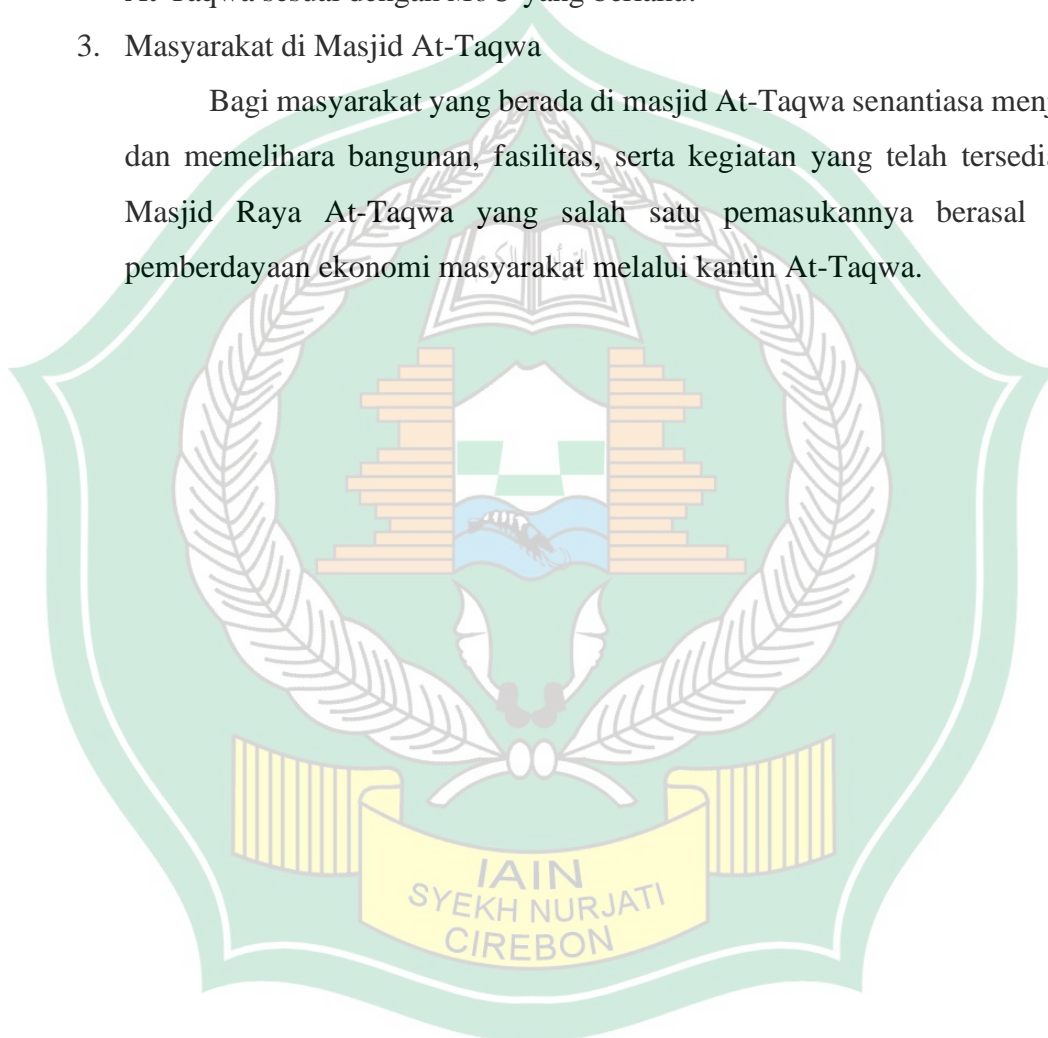 At-Taqwa sesuai dengan MoU yang berlaku.
3. Masyarakat di Masjid At-Taqwa
Bagi masyarakat yang berada di masjid At-Taqwa senantiasa
dan memelihara bangunan, fasilitas, serta kegiatan yang telah
Masjid Raya At-Taqwa yang salah satu pemasukannya berasal
pemberdayaan ekonomi masyarakat melalui kantin At-Taqwa.
IAIN
SYEKH NURJATI
CIREBON